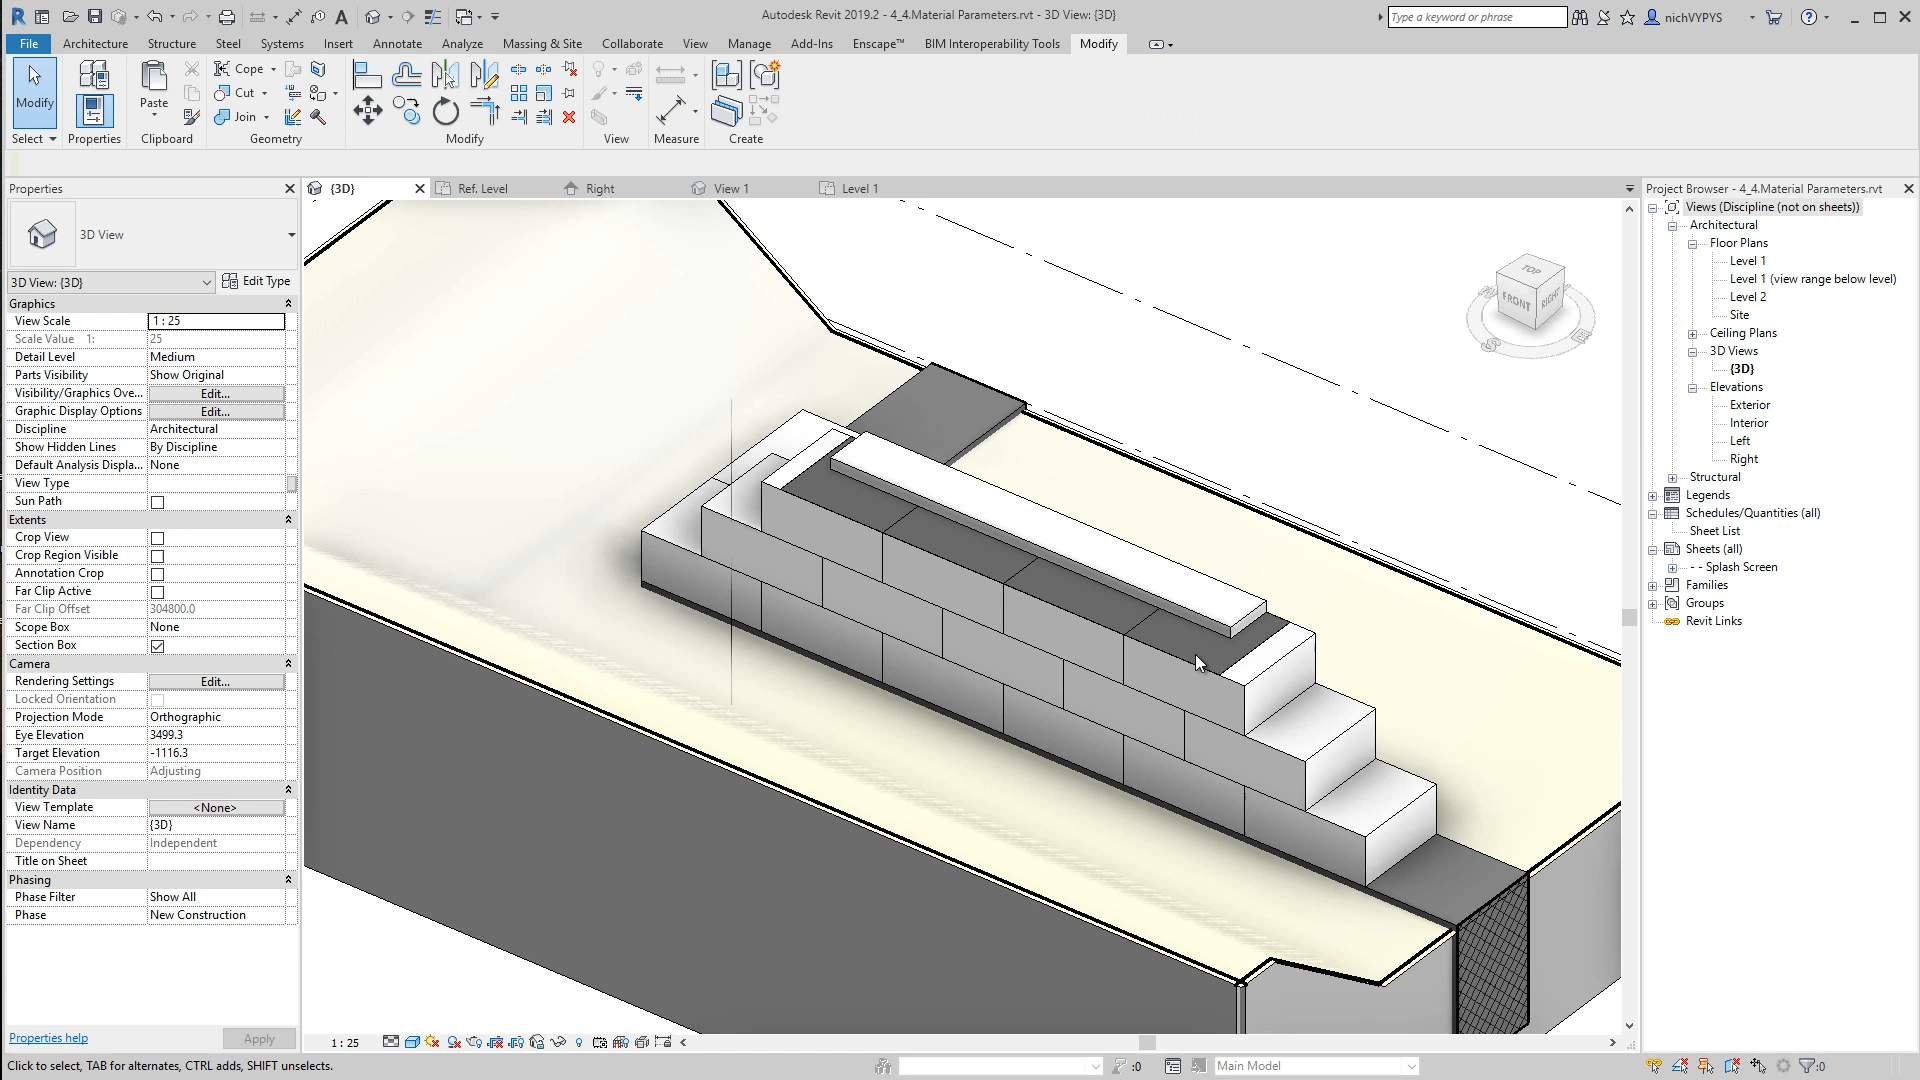 Autodesk Revit 2019.2 - 4_4.Material Parameters.rvt - 3D View: {3D}
Type a keyword or phrase
nichVYPYS
File Architecture Structure Steel Systems Insert Annotate Analyze Massing & Site Collaborate View Manage Add-Ins Enscape™ BIM Interoperability Tools Modify
Modify
Paste
Cope
Cut
Join
Select Properties Clipboard Geometry Modify View Measure Create
Properties
{3D} Ref. Level Right View 1 Level 1
3D View
3D View: {3D} Edit Type
Graphics
View Scale 1 : 25
Scale Value 1: 25
Detail Level Medium
Parts Visibility Show Original
Visibility/Graphics Ove... Edit...
Graphic Display Options Edit...
Discipline Architectural
Show Hidden Lines By Discipline
Default Analysis Displa... None
View Type
Sun Path
Extents
Crop View
Crop Region Visible
Annotation Crop
Far Clip Active
Far Clip Offset 304800.0
Scope Box None
Section Box
Camera
Rendering Settings Edit...
Locked Orientation
Projection Mode Orthographic
Eye Elevation 3499.3
Target Elevation -1116.3
Camera Position Adjusting
Identity Data
View Template <None>
View Name {3D}
Dependency Independent
Title on Sheet
Phasing
Phase Filter Show All
Phase New Construction
Properties help Apply
TOP
FRONT RIGHT
S E
Project Browser - 4_4.Material Parameters.rvt
Views (Discipline (not on sheets))
Architectural
Floor Plans
Level 1
Level 1 (view range below level)
Level 2
Site
Ceiling Plans
3D Views
{3D}
Elevations
Exterior
Interior
Left
Right
Structural
Legends
Schedules/Quantities (all)
Sheet List
Sheets (all)
- - Splash Screen
Families
Groups
Revit Links
1 : 25
Click to select, TAB for alternates, CTRL adds, SHIFT unselects.
:0
Main Model
:0